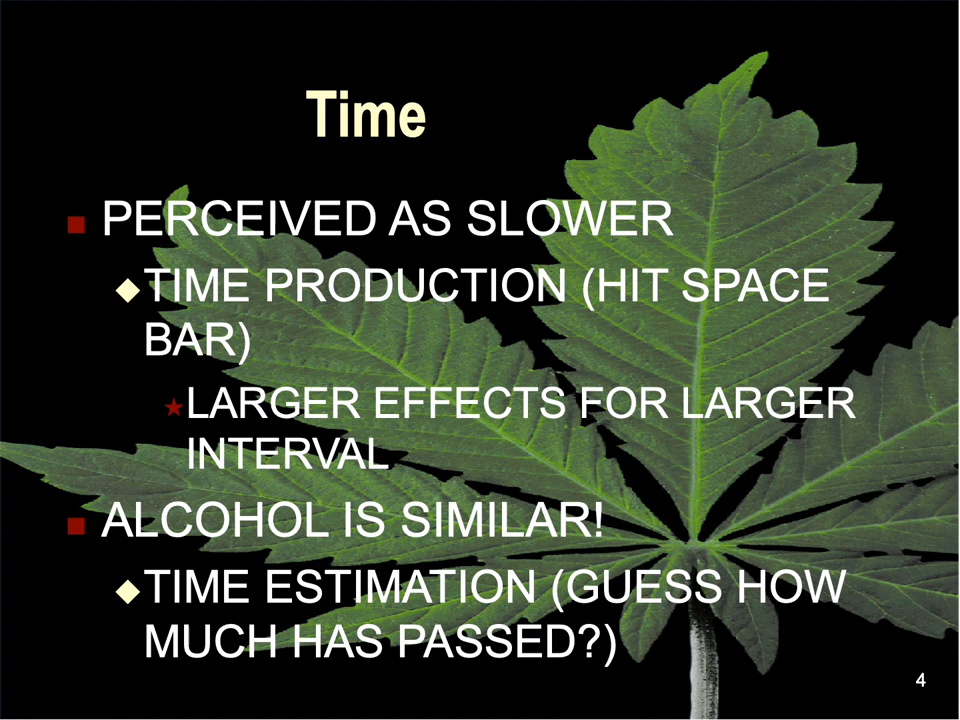 Time
PERCEIVED AS SLOWER
TIME PRODUCTION (HIT SPACE
BAR)
LARGER EFFECTS FOR LARGER
INTERVAL
ALCOHOL IS SIMILAR!
TIME ESTIMATION (GUESS HOW
MUCH HAS PASSED?)
4